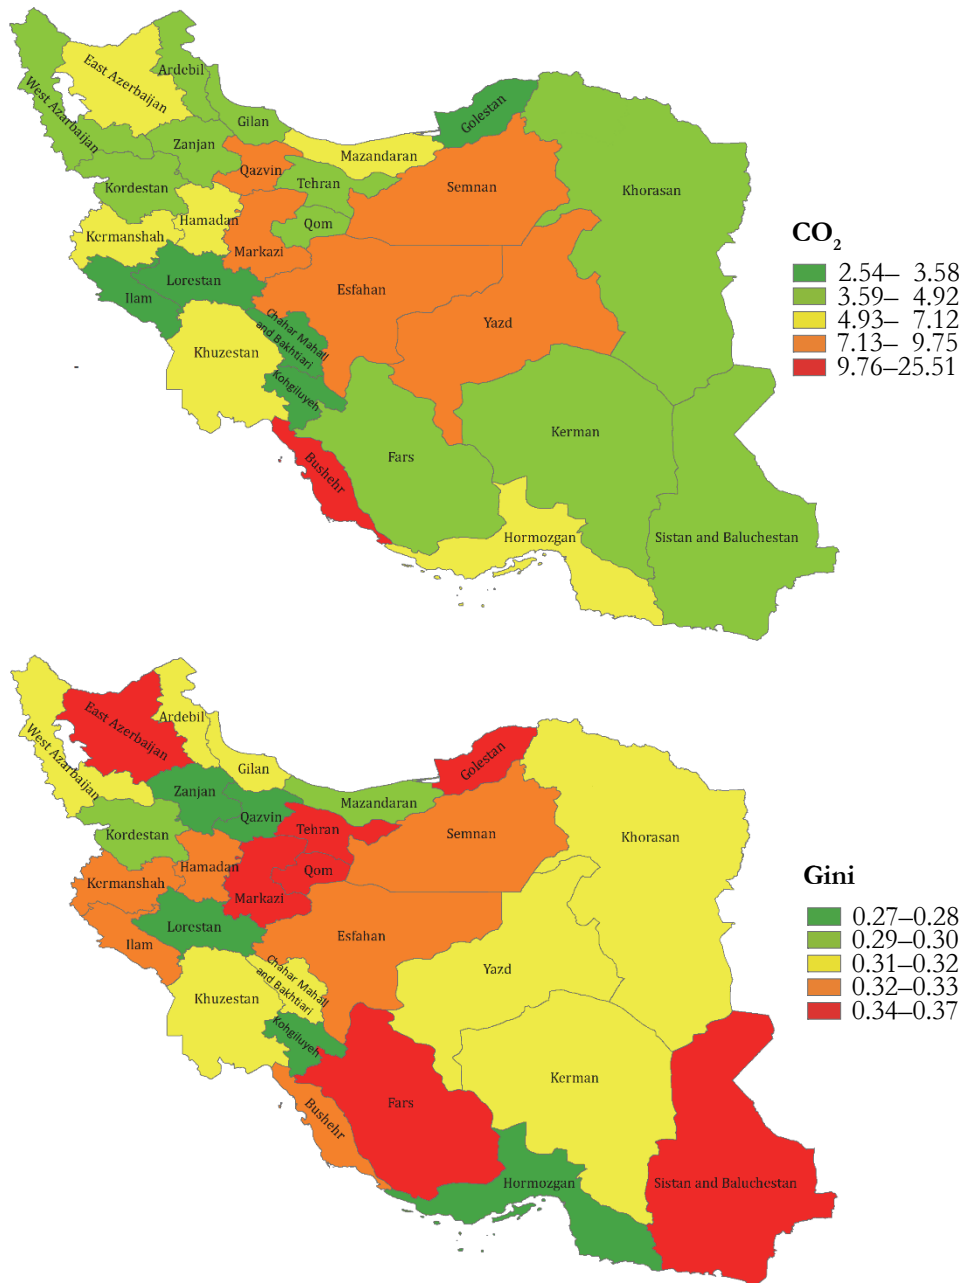 East Azerbaijan
Ardebil
West Azarbaijan
Gilan
Golestan
Zanjan
Mazandaran
Qazvin
Tehran
Semnan
Khorasan
Kordestan
Hamadan
Qom
Kermanshah
Markazi
Lorestan
Ilam
Esfahan
Chahar Mahall
and Bakhtiari
Yazd
Khuzestan
Kohgiluyeh
Kerman
Fars
Bushehr
Hormozgan
Sistan and Baluchestan
CO2
2.54– 3.58
3.59– 4.92
4.93– 7.12
7.13– 9.75
9.76–25.51
East Azerbaijan
Ardebil
West Azarbaijan
Gilan
Golestan
Zanjan
Mazandaran
Qazvin
Tehran
Semnan
Khorasan
Kordestan
Hamadan
Qom
Kermanshah
Markazi
Lorestan
Ilam
Esfahan
Chahar Mahall
and Bakhtiari
Yazd
Khuzestan
Kohgiluyeh
Kerman
Fars
Bushehr
Hormozgan
Sistan and Baluchestan
Gini
0.27–0.28
0.29–0.30
0.31–0.32
0.32–0.33
0.34–0.37